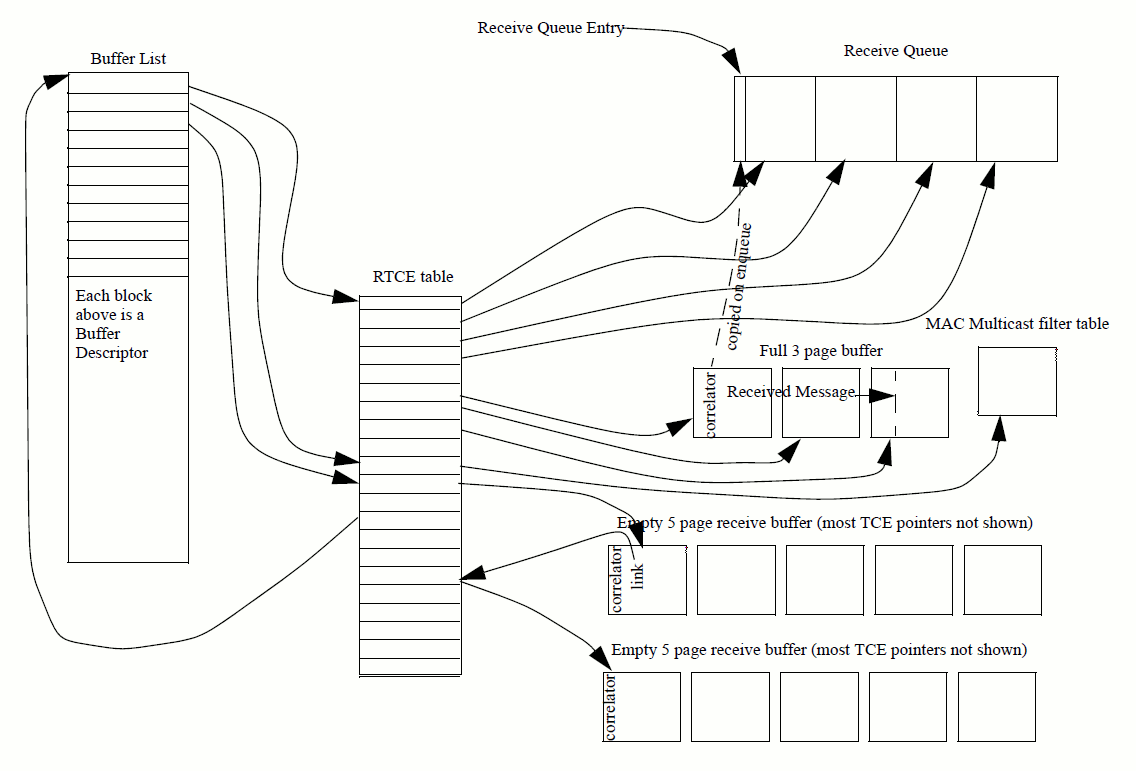 Receive Queue Entry
Receive Queue
Buffer List
Each block
above is a
Buffer
Descriptor
RTCE table
copied on enqueue
MAC Multicast filter table
Full 3 page buffer
correlator
Received Message
Empty 5 page receive buffer (most TCE pointers not shown)
correlator
link
Empty 5 page receive buffer (most TCE pointers not shown)
correlator